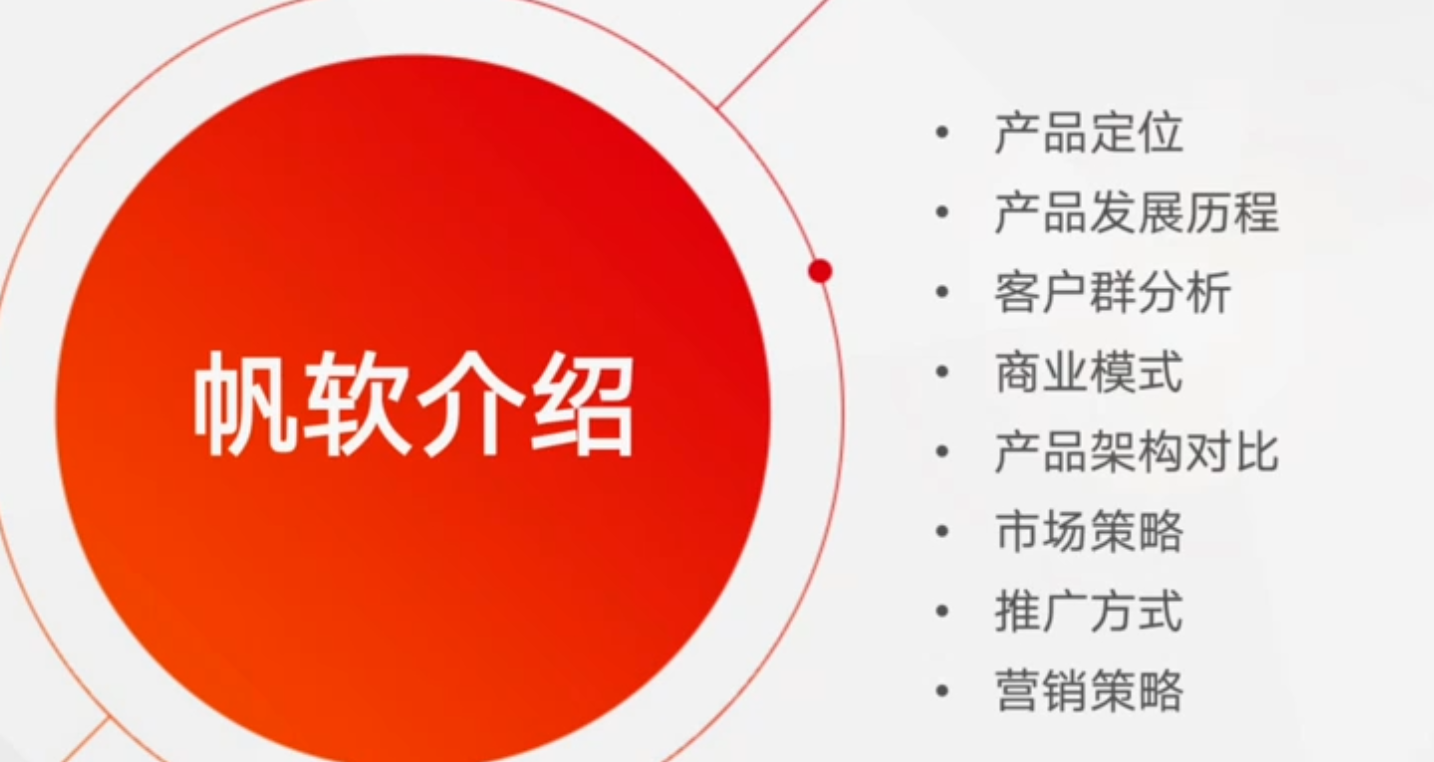 帆软介绍
• 产品定位
• 产品发展历程
• 客户群分析
• 商业模式
• 产品架构对比
• 市场策略
• 推广方式
• 营销策略